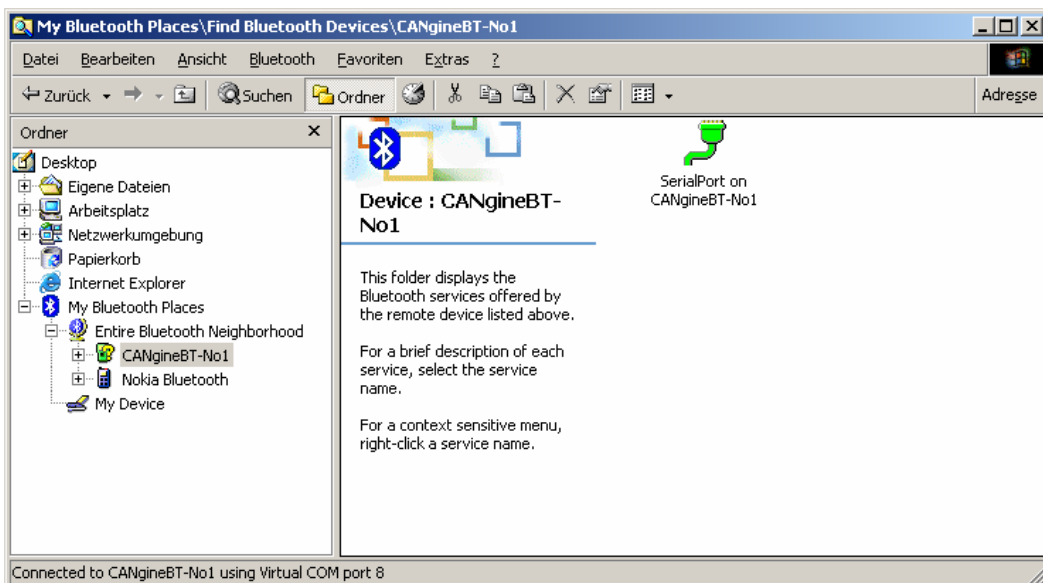 My Bluetooth Places\Find Bluetooth Devices\CANgineBT-No1
Datei Bearbeiten Ansicht Bluetooth Favoriten Extras ?
Zurück Suchen Ordner Adresse
Ordner
Desktop
Eigene Dateien
Arbeitsplatz
Netzwerkumgebung
Papierkorb
Internet Explorer
My Bluetooth Places
Entire Bluetooth Neighborhood
CANgineBT-No1
Nokia Bluetooth
My Device
Device : CANgineBT-
No1
This folder displays the
Bluetooth services offered by
the remote device listed above.
For a brief description of each
service, select the service
name.
For a context sensitive menu,
right-click a service name.
SerialPort on
CANgineBT-No1
Connected to CANgineBT-No1 using Virtual COM port 8